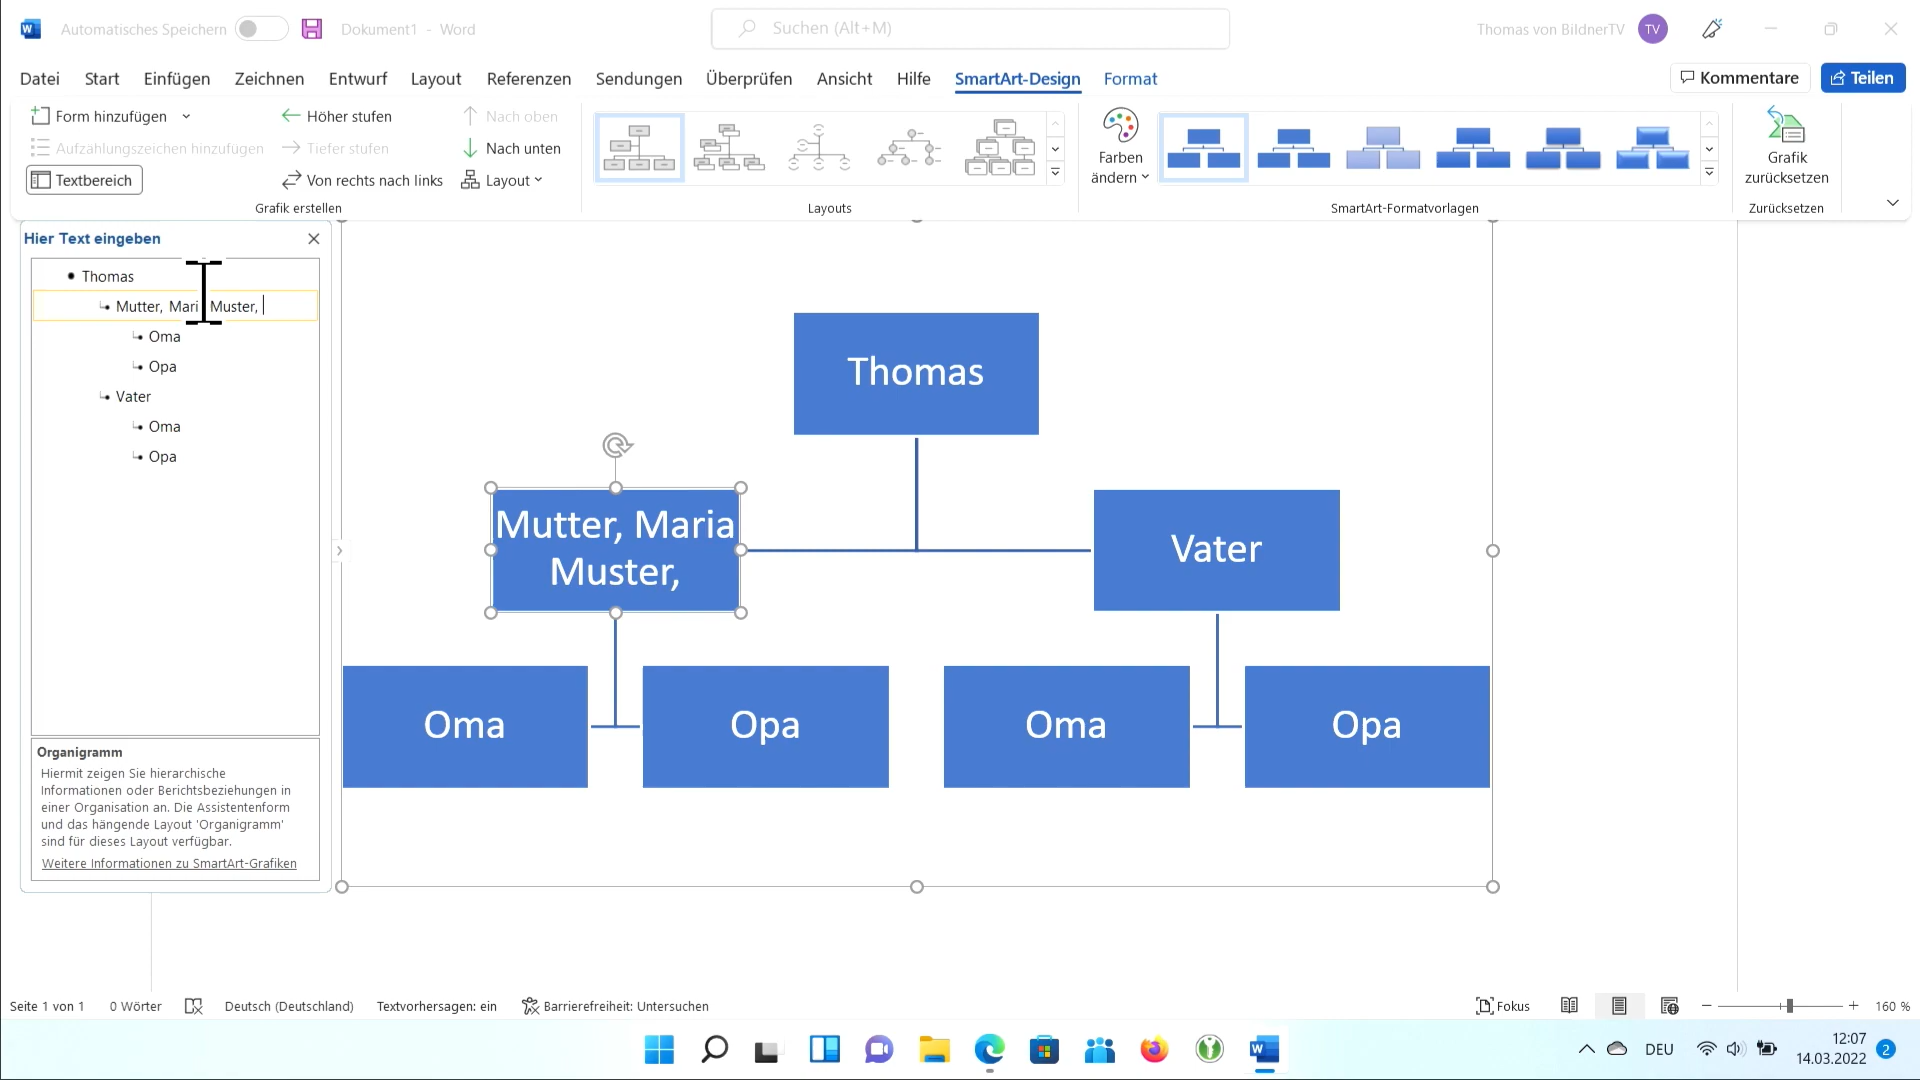 Automatisches Speichern
Dokument1 - Word
Suchen (Alt+M)
Thomas von BildnerTV
TV
Datei Start Einfügen Zeichnen Entwurf Layout Referenzen Sendungen Überprüfen Ansicht Hilfe SmartArt-Design Format
Kommentare
Teilen
Form hinzufügen
Aufzählungszeichen hinzufügen
Textbereich
Höher stufen
Tiefer stufen
Von rechts nach links
Nach oben
Nach unten
Layout
Grafik erstellen
Layouts
Farben
ändern
SmartArt-Formatvorlagen
Grafik
zurücksetzen
Zurücksetzen
Hier Text eingeben
Thomas
Mutter, Mari Muster,
Oma
Opa
Vater
Oma
Opa
Organigramm
Hiermit zeigen Sie hierarchische
Informationen oder Berichtsbeziehungen in
einer Organisation an. Die Assistentenform
und das hängende Layout 'Organigramm'
sind für dieses Layout verfügbar.
Weitere Informationen zu SmartArt-Grafiken
Thomas
Mutter, Maria
Muster,
Vater
Oma
Opa
Oma
Opa
Seite 1 von 1
0 Wörter
Deutsch (Deutschland)
Textvorhersagen: ein
Barrierefreiheit: Untersuchen
Fokus
160 %
DEU
12:07
14.03.2022
2